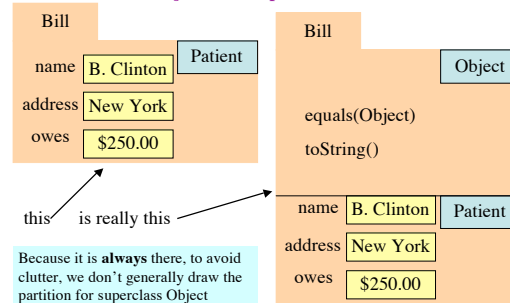 Bill
Patient
name B. Clinton
address New York
owes $250.00
this is really this
Because it is always there, to avoid
clutter, we don't generally draw the
partition for superclass Object
Bill
Object
equals(Object)
toString()
name B. Clinton Patient
address New York
owes $250.00